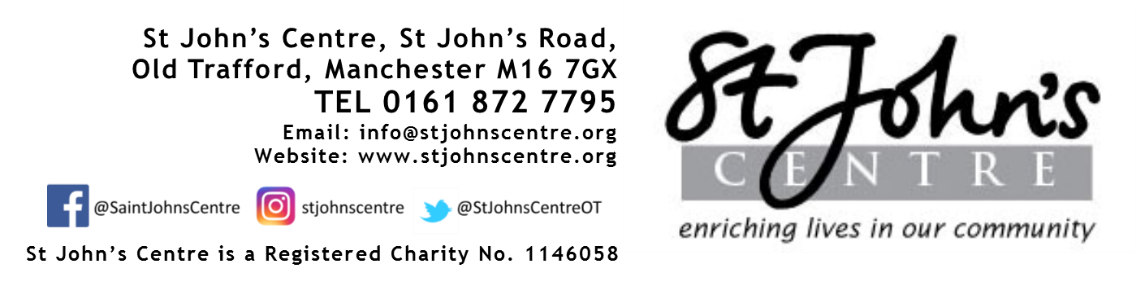 St John's Centre, St John's Road,
Old Trafford, Manchester M16 7GX
TEL 0161 872 7795
Email: info@stjohnscentre.org
Website: www.stjohnscentre.org
@SaintJohnsCentre stjohnscentre @StJohnsCentreOT
St John's Centre is a Registered Charity No. 1146058
St John's
CENTRE
enriching lives in our community